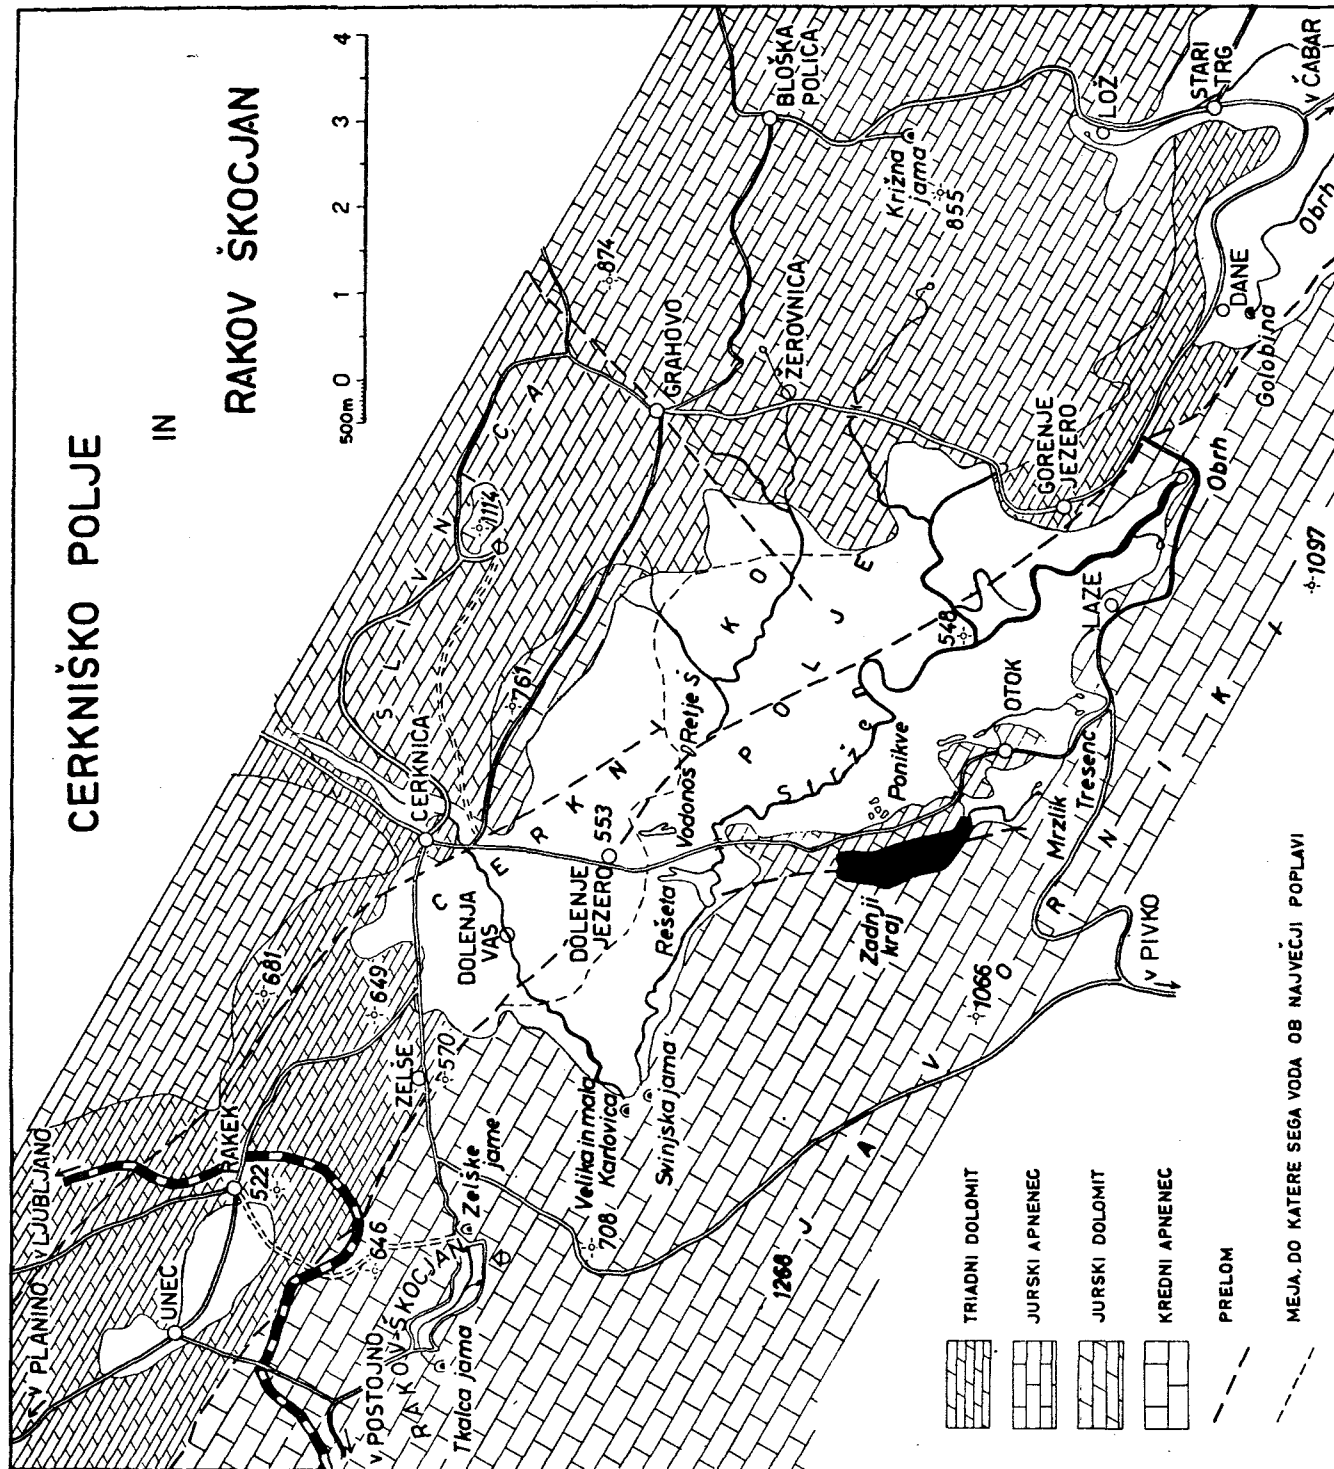 CERKNIŠKO POLJE
IN
RAKOV ŠKOCJAN
500m 0 1 2 3 4
v PLANINO
v LJUBLJANO
UNEC
RAKEK
522
646
681
649
ZELŠE
570
v POSTOJNO
RAKOV ŠKOCJAN
Tkalca jama
Zelške
jame
CERKNICA
SLIVNICA
1114
761
874
GRAHOVO
BLOŠKA
POLICA
ŽEROVNICA
Križna
jama
855
LOŽ
STARI
TRG
v ČABAR
Obrh
DANE
Golobina
GORENJE
JEZERO
Obrh
LAZE
1097
DOLENJA
VAS
DOLENJE
JEZERO
553
CERKNIŠKO POLJE
Vodonos
Retje
Rešeta
Stržen
548
Ponikve
OTOK
Zadnji
kraj
Mrzlik
Tresenc
Velika in mala
Karlovica
Svinjska jama
708
1268
1066
JAVORNIKI
v PIVKO
TRIADNI DOLOMIT
JURSKI APNENEC
JURSKI DOLOMIT
KREDNI APNENEC
PRELOM
MEJA, DO KATERE SEGA VODA OB NAJVEČJI POPLAVI